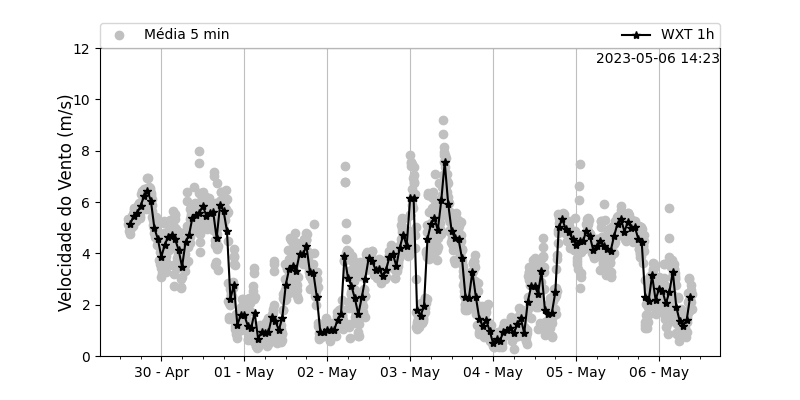 Média 5 min
WXT 1h
2023-05-06 14:23
Velocidade do Vento (m/s)
12
10
8
6
4
2
0
30 - Apr
01 - May
02 - May
03 - May
04 - May
05 - May
06 - May